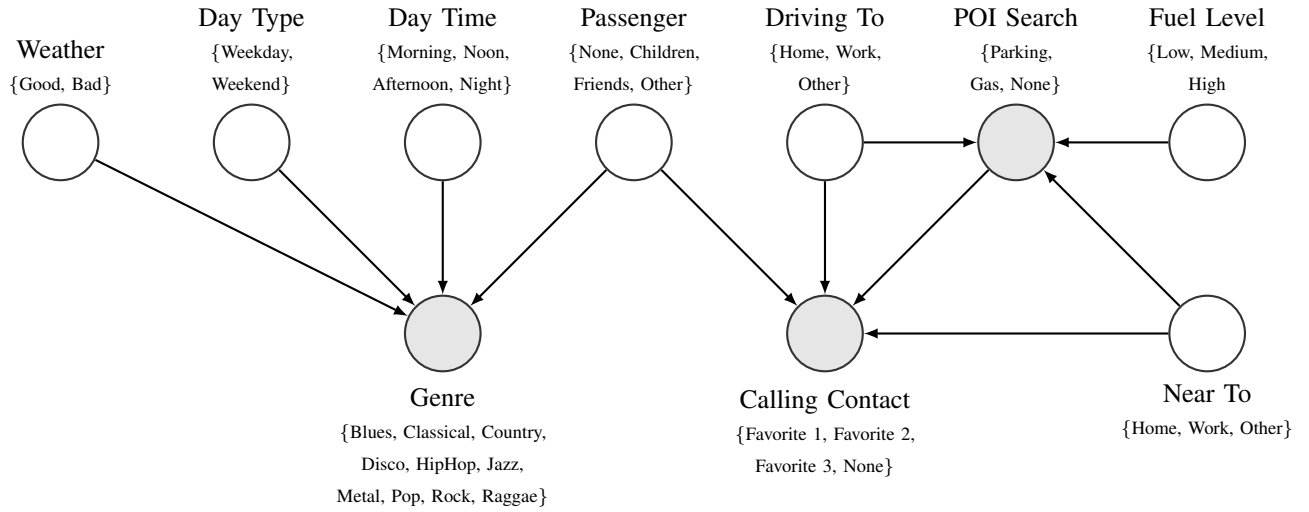 Weather
{Good, Bad}
Day Type
{Weekday,
Weekend}
Day Time
{Morning, Noon,
Afternoon, Night}
Passenger
{None, Children,
Friends, Other}
Driving To
{Home, Work,
Other}
POI Search
{Parking,
Gas, None}
Fuel Level
{Low, Medium,
High
Genre
{Blues, Classical, Country,
Disco, HipHop, Jazz,
Metal, Pop, Rock, Raggae}
Calling Contact
{Favorite 1, Favorite 2,
Favorite 3, None}
Near To
{Home, Work, Other}